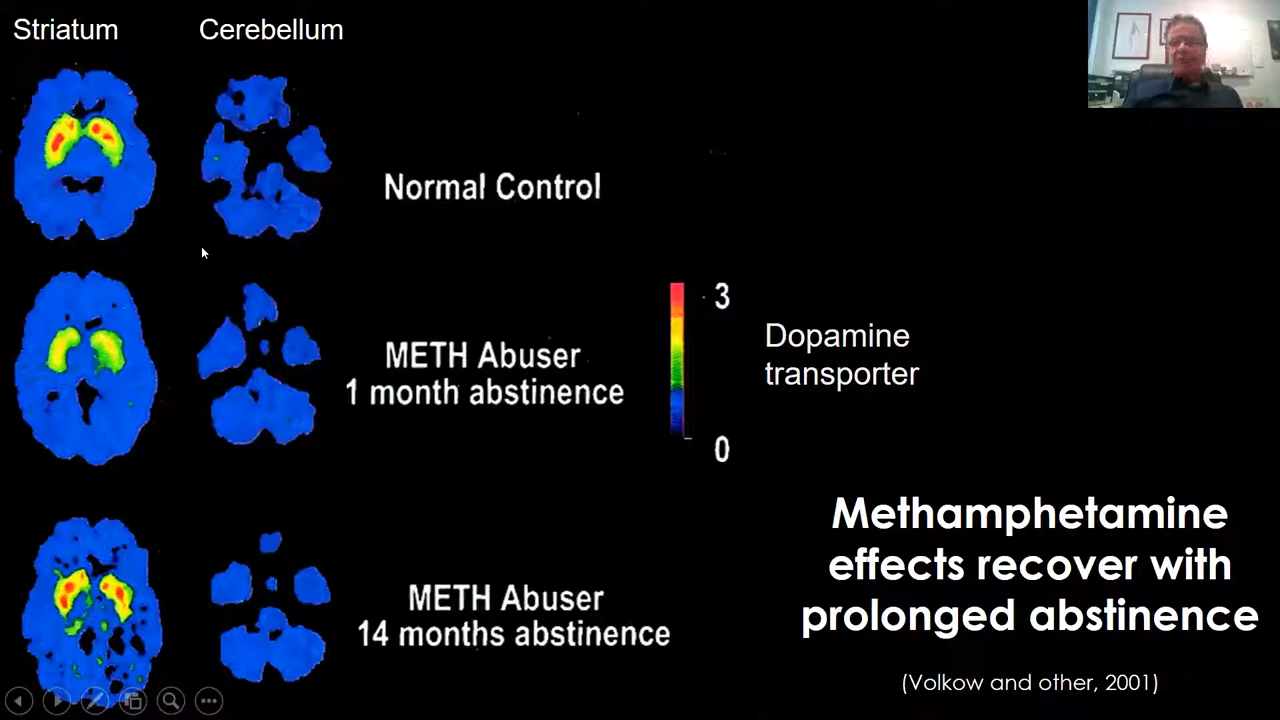 Striatum
Cerebellum
Normal Control
METH Abuser
1 month abstinence
3
0
Dopamine
transporter
METH Abuser
14 months abstinence
Methamphetamine
effects recover with
prolonged abstinence
(Volkow and other, 2001)